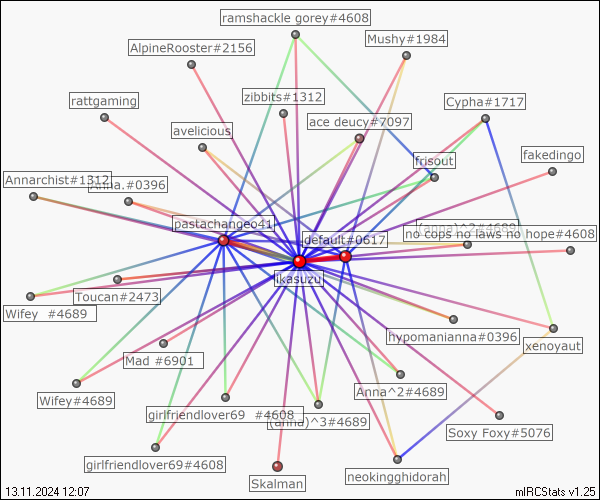 ramshackle gorey#4608
Mushy#1984
AlpineRooster#2156
zibbits#1312
rattgaming
Cypha#1717
ace deucy#7097
avelicious
fakedingo
frisout
Annarchist#1312
Anna.#0396
pastachangeo41
(anna)^2#4689
no cops no laws no hope#4608
default#0617
ikasuzu
Toucan#2473
Wifey #4689
hypomanianna#0396
xenoyaut
Mad #6901
Anna^2#4689
Wifey#4689
girlfriendlover69 #4608
(anna)^3#4689
Soxy Foxy#5076
girlfriendlover69#4608
neokingghidorah
Skalman
13.11.2024 12:07
mIRCStats v1.25